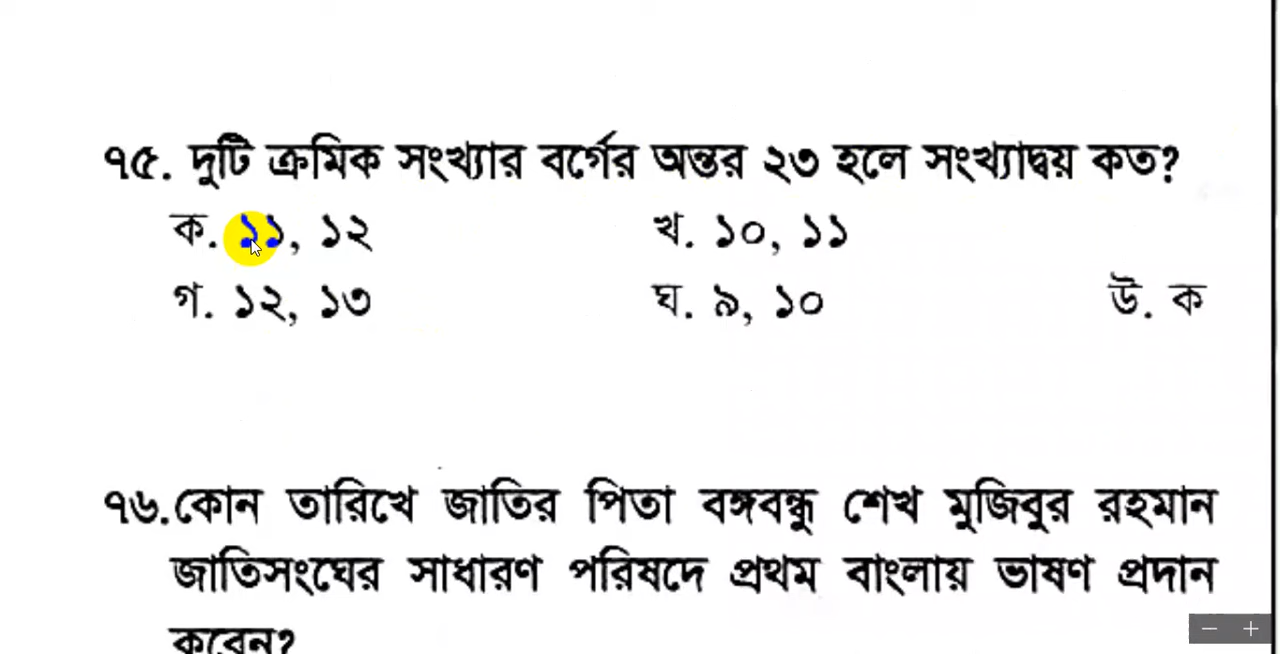 ৭৫. দুটি ক্রমিক সংখ্যার বর্গের অন্তর ২৩ হলে সংখ্যাদ্বয় কত?
ক. ১১, ১২ খ. ১০, ১১
গ. ১২, ১৩ ঘ. ৯, ১০ উ. ক
৭৬.কোন তারিখে জাতির পিতা বঙ্গবন্ধু শেখ মুজিবুর রহমান
জাতিসংঘের সাধারণ পরিষদে প্রথম বাংলায় ভাষণ প্রদান
করেন?